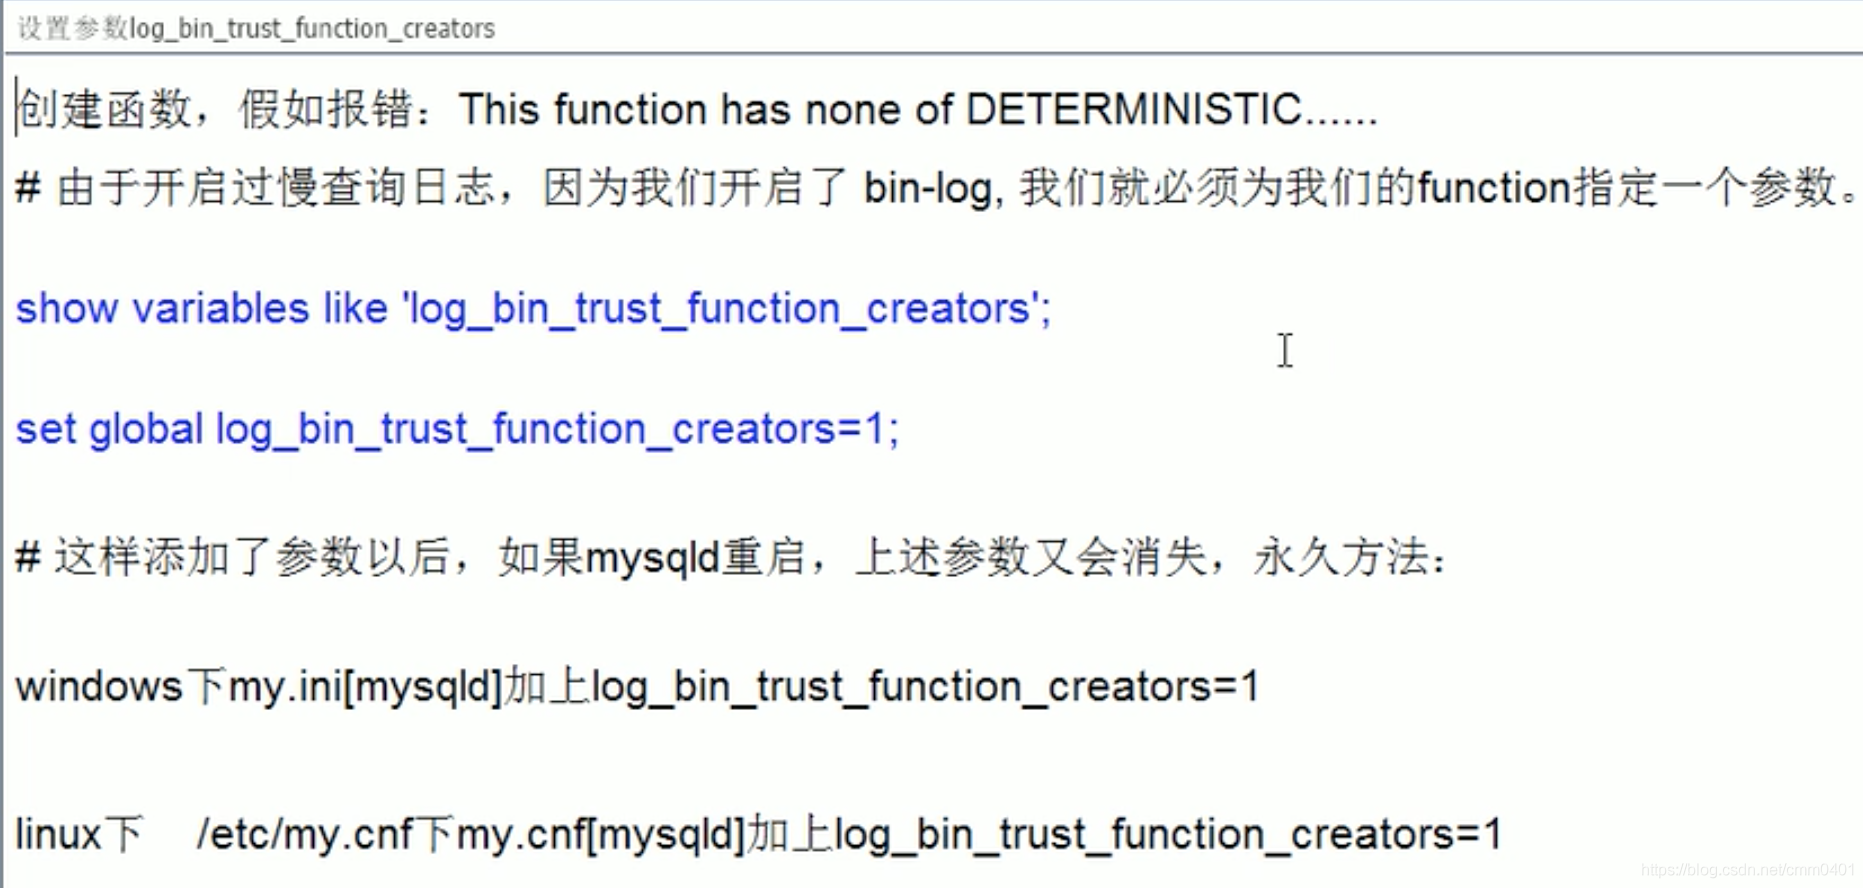 设置参数log_bin_trust_function_creators
创建函数，假如报错：This function has none of DETERMINISTIC......
# 由于开启过慢查询日志，因为我们开启了 bin-log, 我们就必须为我们的function指定一个参数。
show variables like 'log_bin_trust_function_creators';
set global log_bin_trust_function_creators=1;
# 这样添加了参数以后，如果mysqld重启，上述参数又会消失，永久方法：
windows下my.ini[mysqld]加上log_bin_trust_function_creators=1
linux下 /etc/my.cnf下my.cnf[mysqld]加上log_bin_trust_function_creators=1
https://blog.csdn.net/cmm0401